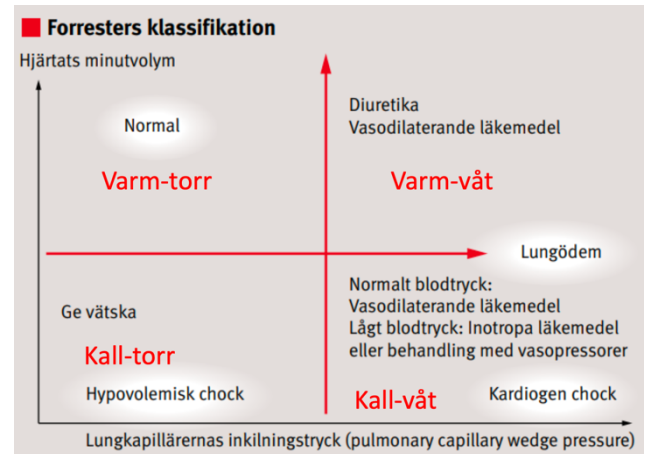 Forresters klassifikation
Hjärtats minutvolym
Normal
Varm-torr
Diuretika
Vasodilaterande läkemedel
Varm-våt
Lungödem
Ge vätska
Kall-torr
Hypovolemisk chock
Normalt blodtryck:
Vasodilaterande läkemedel
Lågt blodtryck: Inotropa läkemedel
eller behandling med vasopressorer
Kall-våt
Kardiogen chock
Lungkapillärernas inkilningstryck (pulmonary capillary wedge pressure)